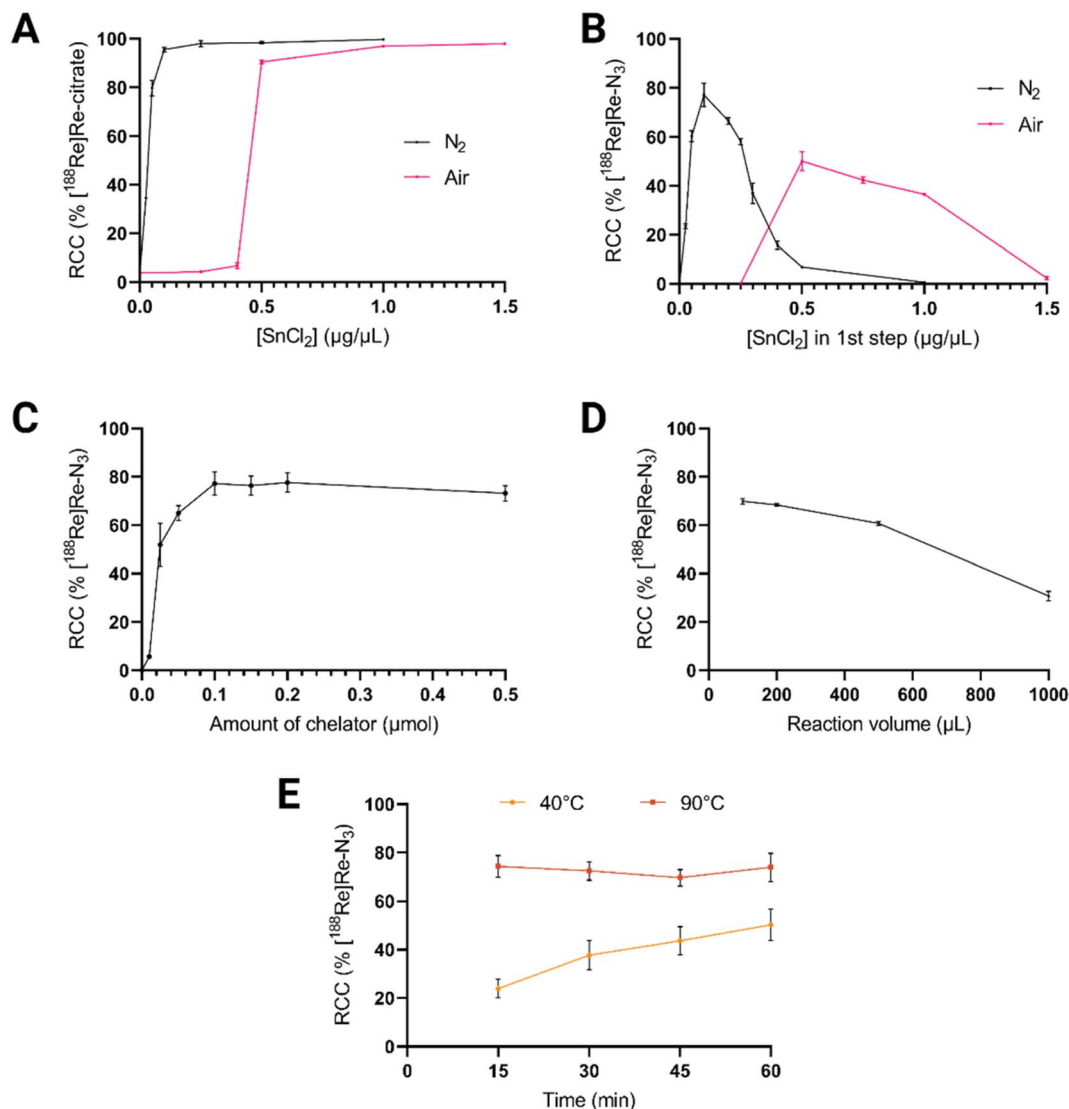 A
RCC (% [¹⁸⁸Re]Re-citrate)
100
80
60
40
20
0
0.0 0.5 1.0 1.5
[SnCl₂] (µg/µL)
N₂
Air
B
RCC (% [¹⁸⁸Re]Re-N₃)
100
80
60
40
20
0
0.0 0.5 1.0 1.5
[SnCl₂] in 1st step (µg/µL)
N₂
Air
C
RCC (% [¹⁸⁸Re]Re-N₃)
100
80
60
40
20
0
0.0 0.1 0.2 0.3 0.4 0.5
Amount of chelator (µmol)
D
RCC (% [¹⁸⁸Re]Re-N₃)
100
80
60
40
20
0
0 200 400 600 800 1000
Reaction volume (µL)
E
40°C 90°C
RCC (% [¹⁸⁸Re]Re-N₃)
100
80
60
40
20
0
0 15 30 45 60
Time (min)